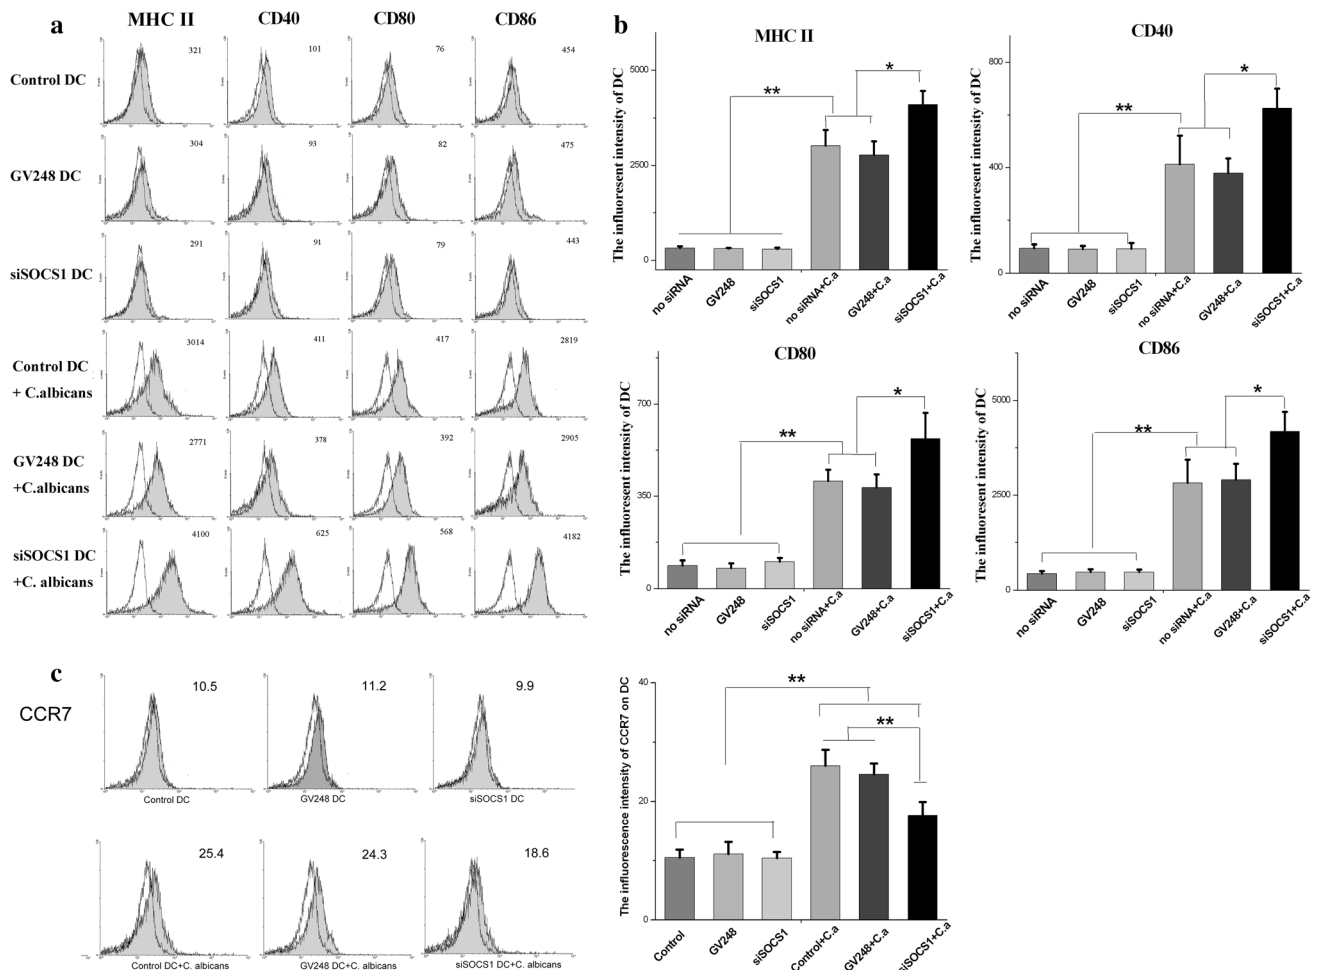 a
MHC II CD40 CD80 CD86
Control DC
321 101 76 454
GV248 DC
304 93 82 475
siSOCS1 DC
291 91 79 443
Control DC
+ C.albicans
3014 411 417 2819
GV248 DC
+C.albicans
2771 378 392 2905
siSOCS1 DC
+C. albicans
4100 625 568 4182
b
MHC II
The influoresent intensity of DC
5000
2500
0
**
*
no siRNA GV248 siSOCS1 no siRNA+C.a GV248+C.a siSOCS1+C.a
CD40
The influoresent intensity of DC
800
400
0
**
*
no siRNA GV248 siSOCS1 no siRNA+C.a GV248+C.a siSOCS1+C.a
CD80
The influoresent intensity of DC
700
350
0
**
*
no siRNA GV248 siSOCS1 no siRNA+C.a GV248+C.a siSOCS1+C.a
CD86
The influoresent intensity of DC
5000
2500
0
**
*
no siRNA GV248 siSOCS1 no siRNA+C.a GV248+C.a siSOCS1+C.a
c
CCR7
10.5 11.2 9.9
Control DC GV248 DC siSOCS1 DC
25.4 24.3 18.6
Control DC+C. albicans GV248 DC+C. albicans siSOCS1 DC+C. albicans
The influorescence intensity of CCR7 on DC
40
20
0
**
**
Control GV248 siSOCS1 Control+C.a GV248+C.a siSOCS1+C.a